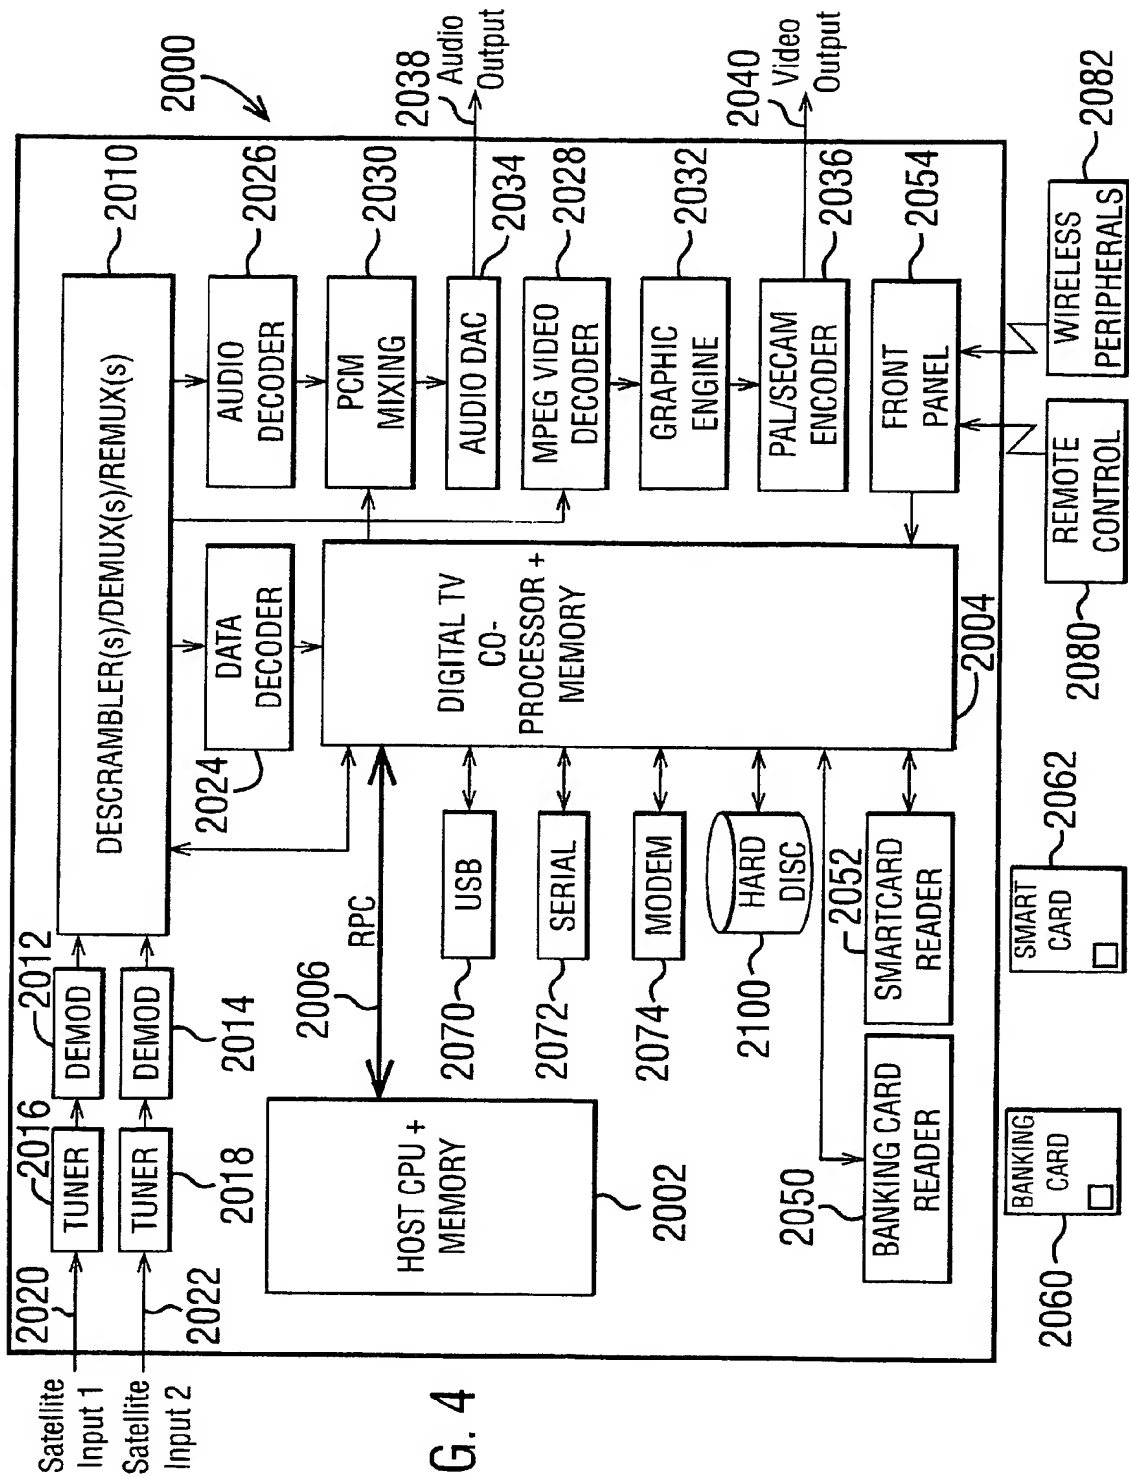 Satellite
Input 1
2020
Satellite
Input 2
2022
TUNER
2016
TUNER
2018
DEMOD
2012
DEMOD
2014
DESCRAMBLER(s)/DEMUX(s)/REMUX(s)
2010
2000
HOST CPU +
MEMORY
2002
2006
RPC
DATA
DECODER
2024
AUDIO
DECODER
2026
PCM
MIXING
2030
AUDIO DAC
2034
2038
Audio
Output
MPEG VIDEO
DECODER
2028
GRAPHIC
ENGINE
2032
PAL/SECAM
ENCODER
2036
2040
Video
Output
FRONT
PANEL
2054
DIGITAL TV
CO-
PROCESSOR +
MEMORY
2004
USB
2070
SERIAL
2072
MODEM
2074
HARD
DISC
2100
SMARTCARD
READER
2052
BANKING CARD
READER
2050
BANKING
CARD
2060
SMART
CARD
2062
REMOTE
CONTROL
2080
WIRELESS
PERIPHERALS
2082
G. 4